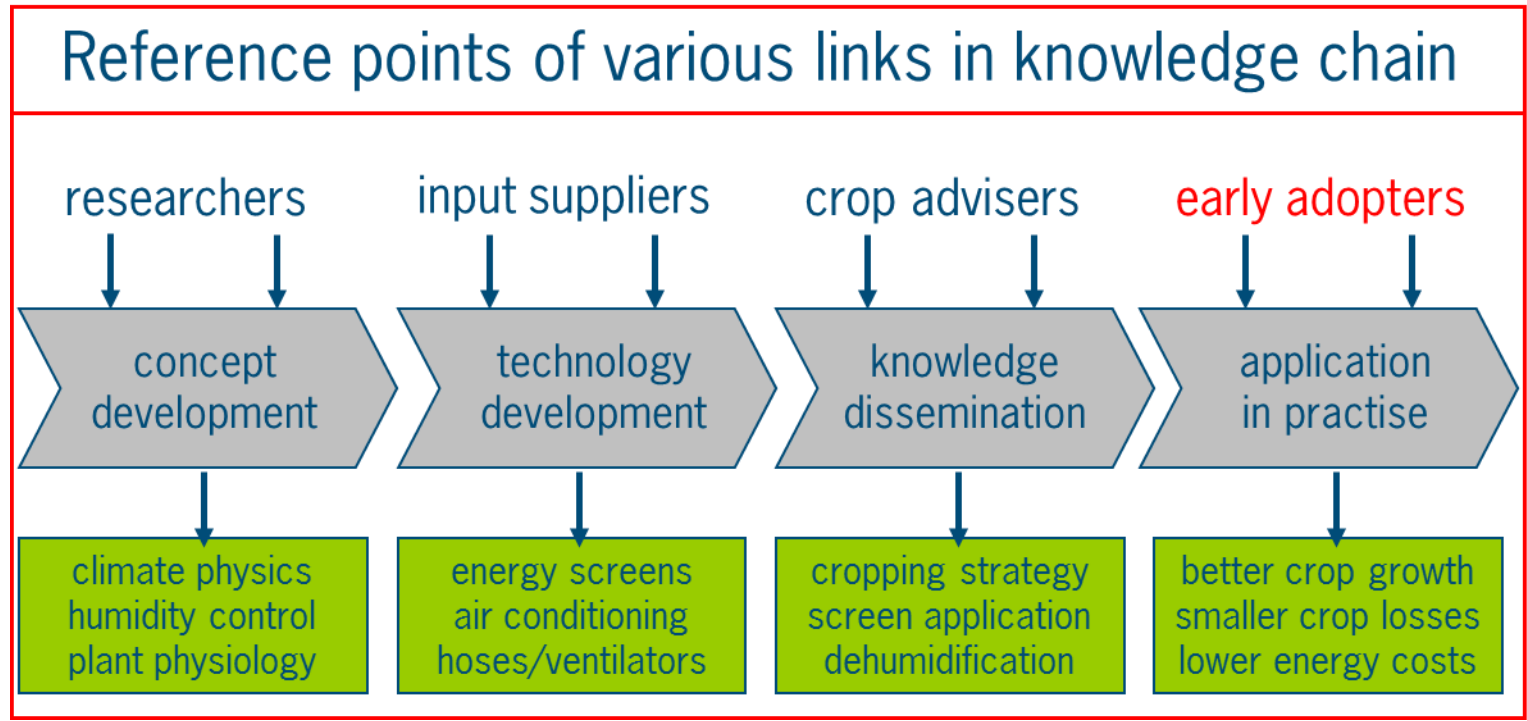 Reference points of various links in knowledge chain
researchers
input suppliers
crop advisers
early adopters
concept
development
technology
development
knowledge
dissemination
application
in practise
climate physics
humidity control
plant physiology
energy screens
air conditioning
hoses/ventilators
cropping strategy
screen application
dehumidification
better crop growth
smaller crop losses
lower energy costs